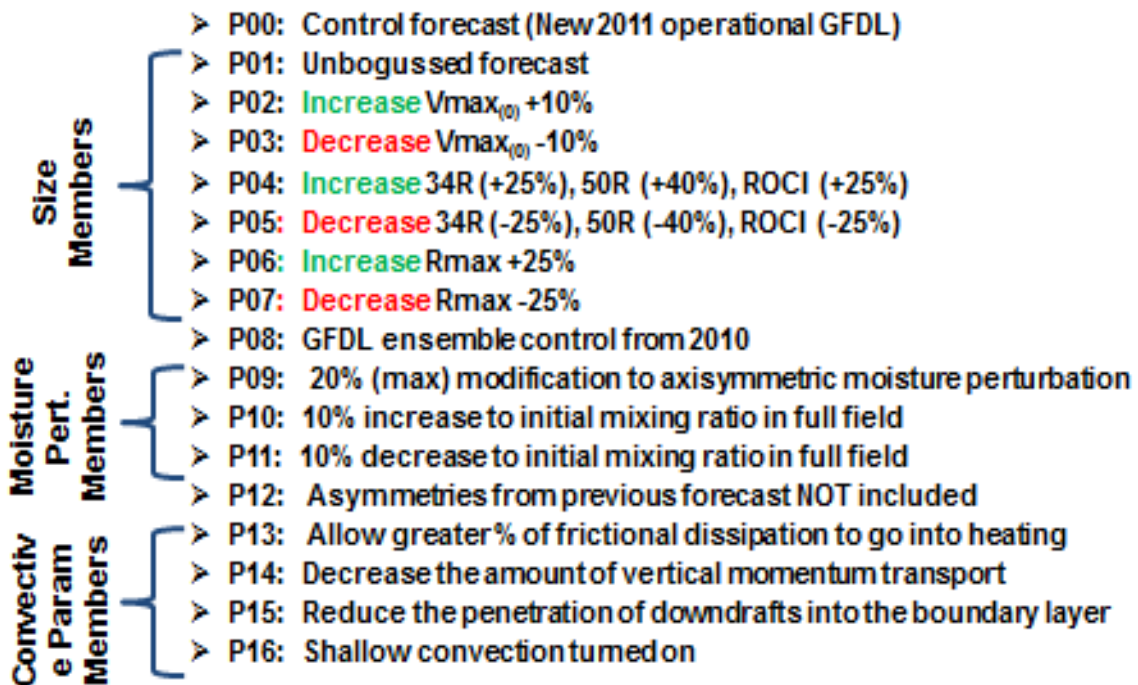 ➢ P00: Control forecast (New 2011 operational GFDL)
➢ P01: Unbogussed forecast
➢ P02: Increase Vmax(0) +10%
➢ P03: Decrease Vmax(0) -10%
➢ P04: Increase 34R (+25%), 50R (+40%), ROCI (+25%)
➢ P05: Decrease 34R (-25%), 50R (-40%), ROCI (-25%)
➢ P06: Increase Rmax +25%
➢ P07: Decrease Rmax -25%
➢ P08: GFDL ensemble control from 2010
➢ P09: 20% (max) modification to axisymmetric moisture perturbation
➢ P10: 10% increase to initial mixing ratio in full field
➢ P11: 10% decrease to initial mixing ratio in full field
➢ P12: Asymmetries from previous forecast NOT included
➢ P13: Allow greater % of frictional dissipation to go into heating
➢ P14: Decrease the amount of vertical momentum transport
➢ P15: Reduce the penetration of downdrafts into the boundary layer
➢ P16: Shallow convection turned on
Size
Members
Moisture
Pert.
Members
Convectiv
e Param
Members